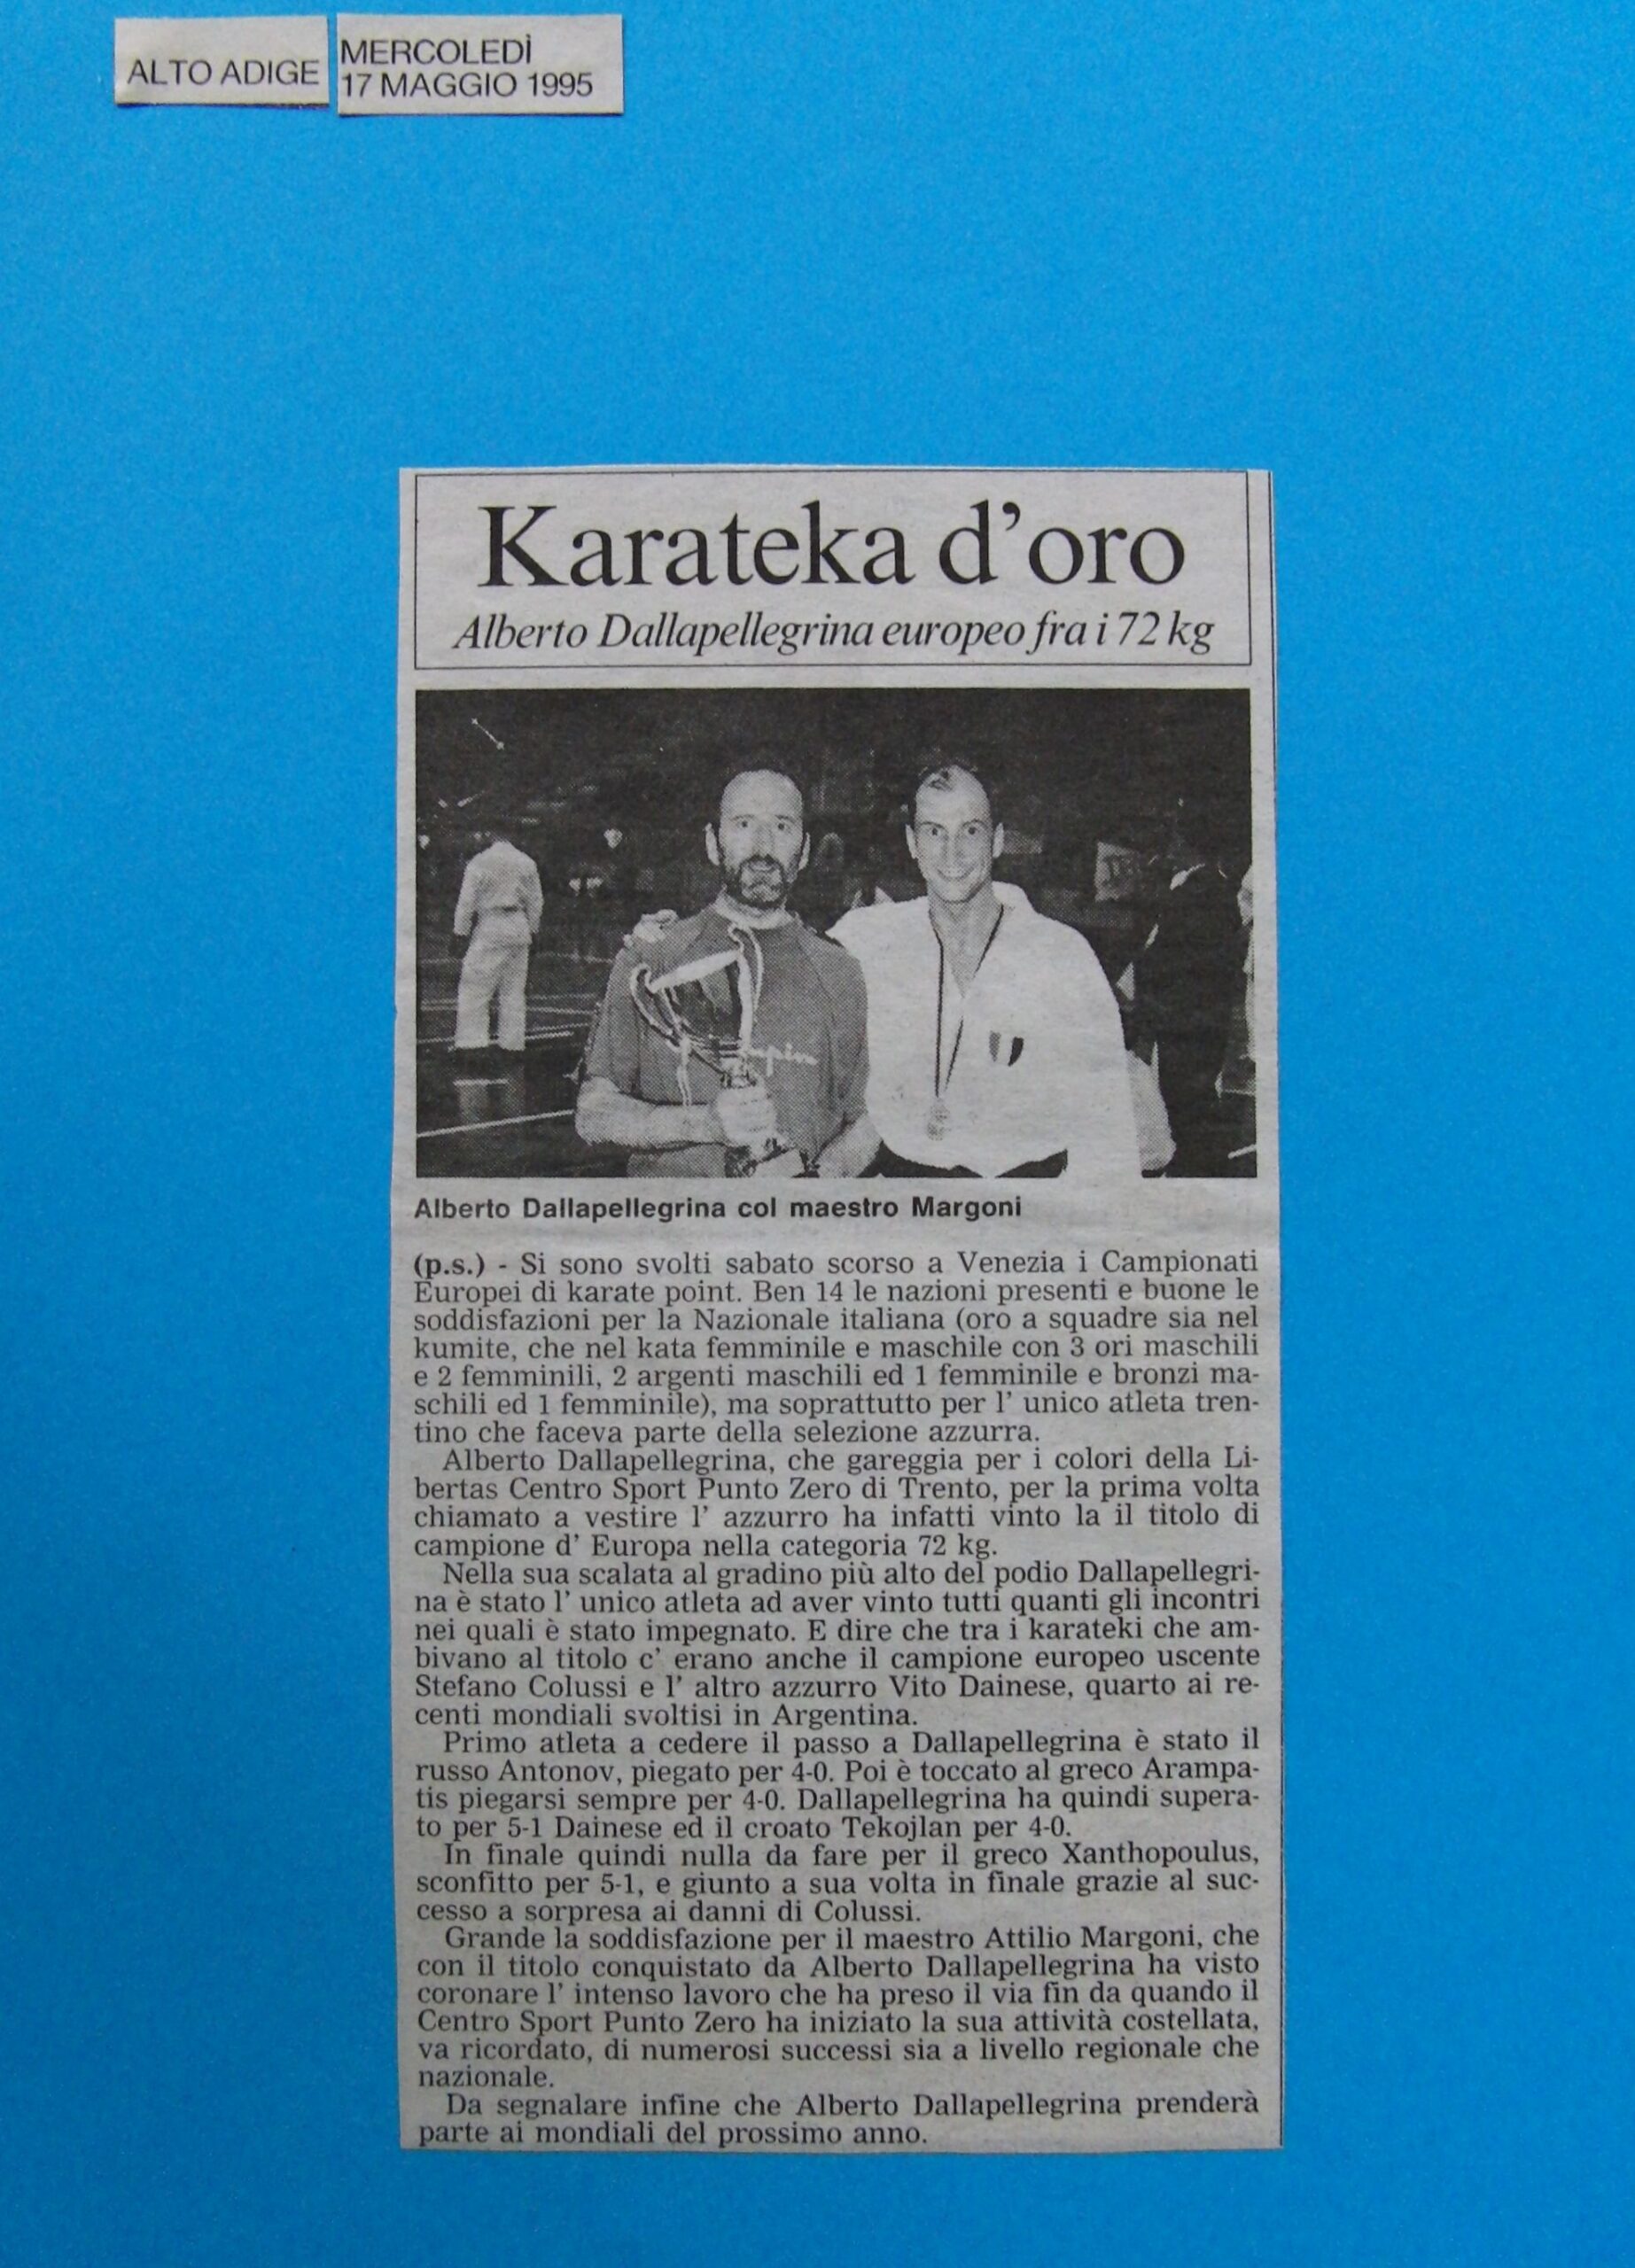 ALTO ADIGE
MERCOLEDÌ
17 MAGGIO 1995
Karateka d'oro
Alberto Dallapellegrina europeo fra i 72 kg
Alberto Dallapellegrina col maestro Margoni
(p.s.) - Si sono svolti sabato scorso a Venezia i Campionati
Europei di karate point. Ben 14 le nazioni presenti e buone le
soddisfazioni per la Nazionale italiana (oro a squadre sia nel
kumite, che nel kata femminile e maschile con 3 ori maschili
e 2 femminili, 2 argenti maschili ed 1 femminile e bronzi ma-
schili ed 1 femminile), ma soprattutto per l' unico atleta tren-
tino che faceva parte della selezione azzurra.
Alberto Dallapellegrina, che gareggia per i colori della Li-
bertas Centro Sport Punto Zero di Trento, per la prima volta
chiamato a vestire l' azzurro ha infatti vinto la il titolo di
campione d' Europa nella categoria 72 kg.
Nella sua scalata al gradino più alto del podio Dallapellegri-
na è stato l' unico atleta ad aver vinto tutti quanti gli incontri
nei quali è stato impegnato. E dire che tra i karateki che am-
bivano al titolo c' erano anche il campione europeo uscente
Stefano Colussi e l' altro azzurro Vito Dainese, quarto ai re-
centi mondiali svoltisi in Argentina.
Primo atleta a cedere il passo a Dallapellegrina è stato il
russo Antonov, piegato per 4-0. Poi è toccato al greco Arampa-
tis piegarsi sempre per 4-0. Dallapellegrina ha quindi supera-
to per 5-1 Dainese ed il croato Tekojlan per 4-0.
In finale quindi nulla da fare per il greco Xanthopoulus,
sconfitto per 5-1, e giunto a sua volta in finale grazie al suc-
cesso a sorpresa ai danni di Colussi.
Grande la soddisfazione per il maestro Attilio Margoni, che
con il titolo conquistato da Alberto Dallapellegrina ha visto
coronare l' intenso lavoro che ha preso il via fin da quando il
Centro Sport Punto Zero ha iniziato la sua attività costellata,
va ricordato, di numerosi successi sia a livello regionale che
nazionale.
Da segnalare infine che Alberto Dallapellegrina prenderà
parte ai mondiali del prossimo anno.